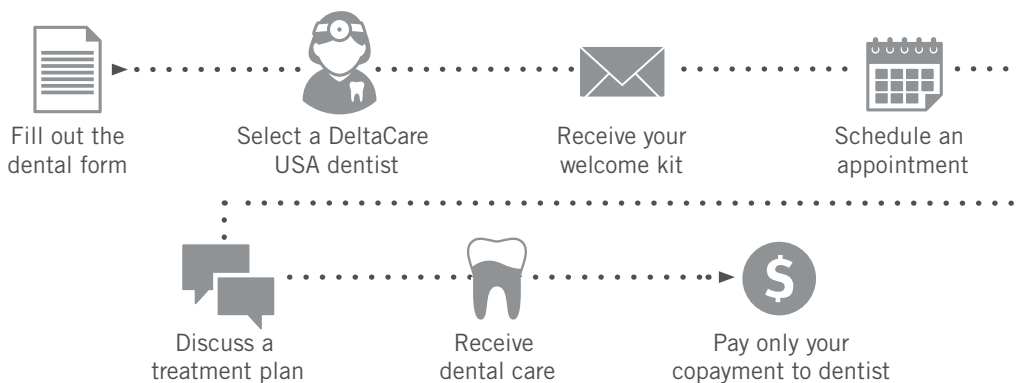 Fill out the
dental form
Select a DeltaCare
USA dentist
Receive your
welcome kit
Schedule an
appointment
Discuss a
treatment plan
Receive
dental care
$
Pay only your
copayment to dentist